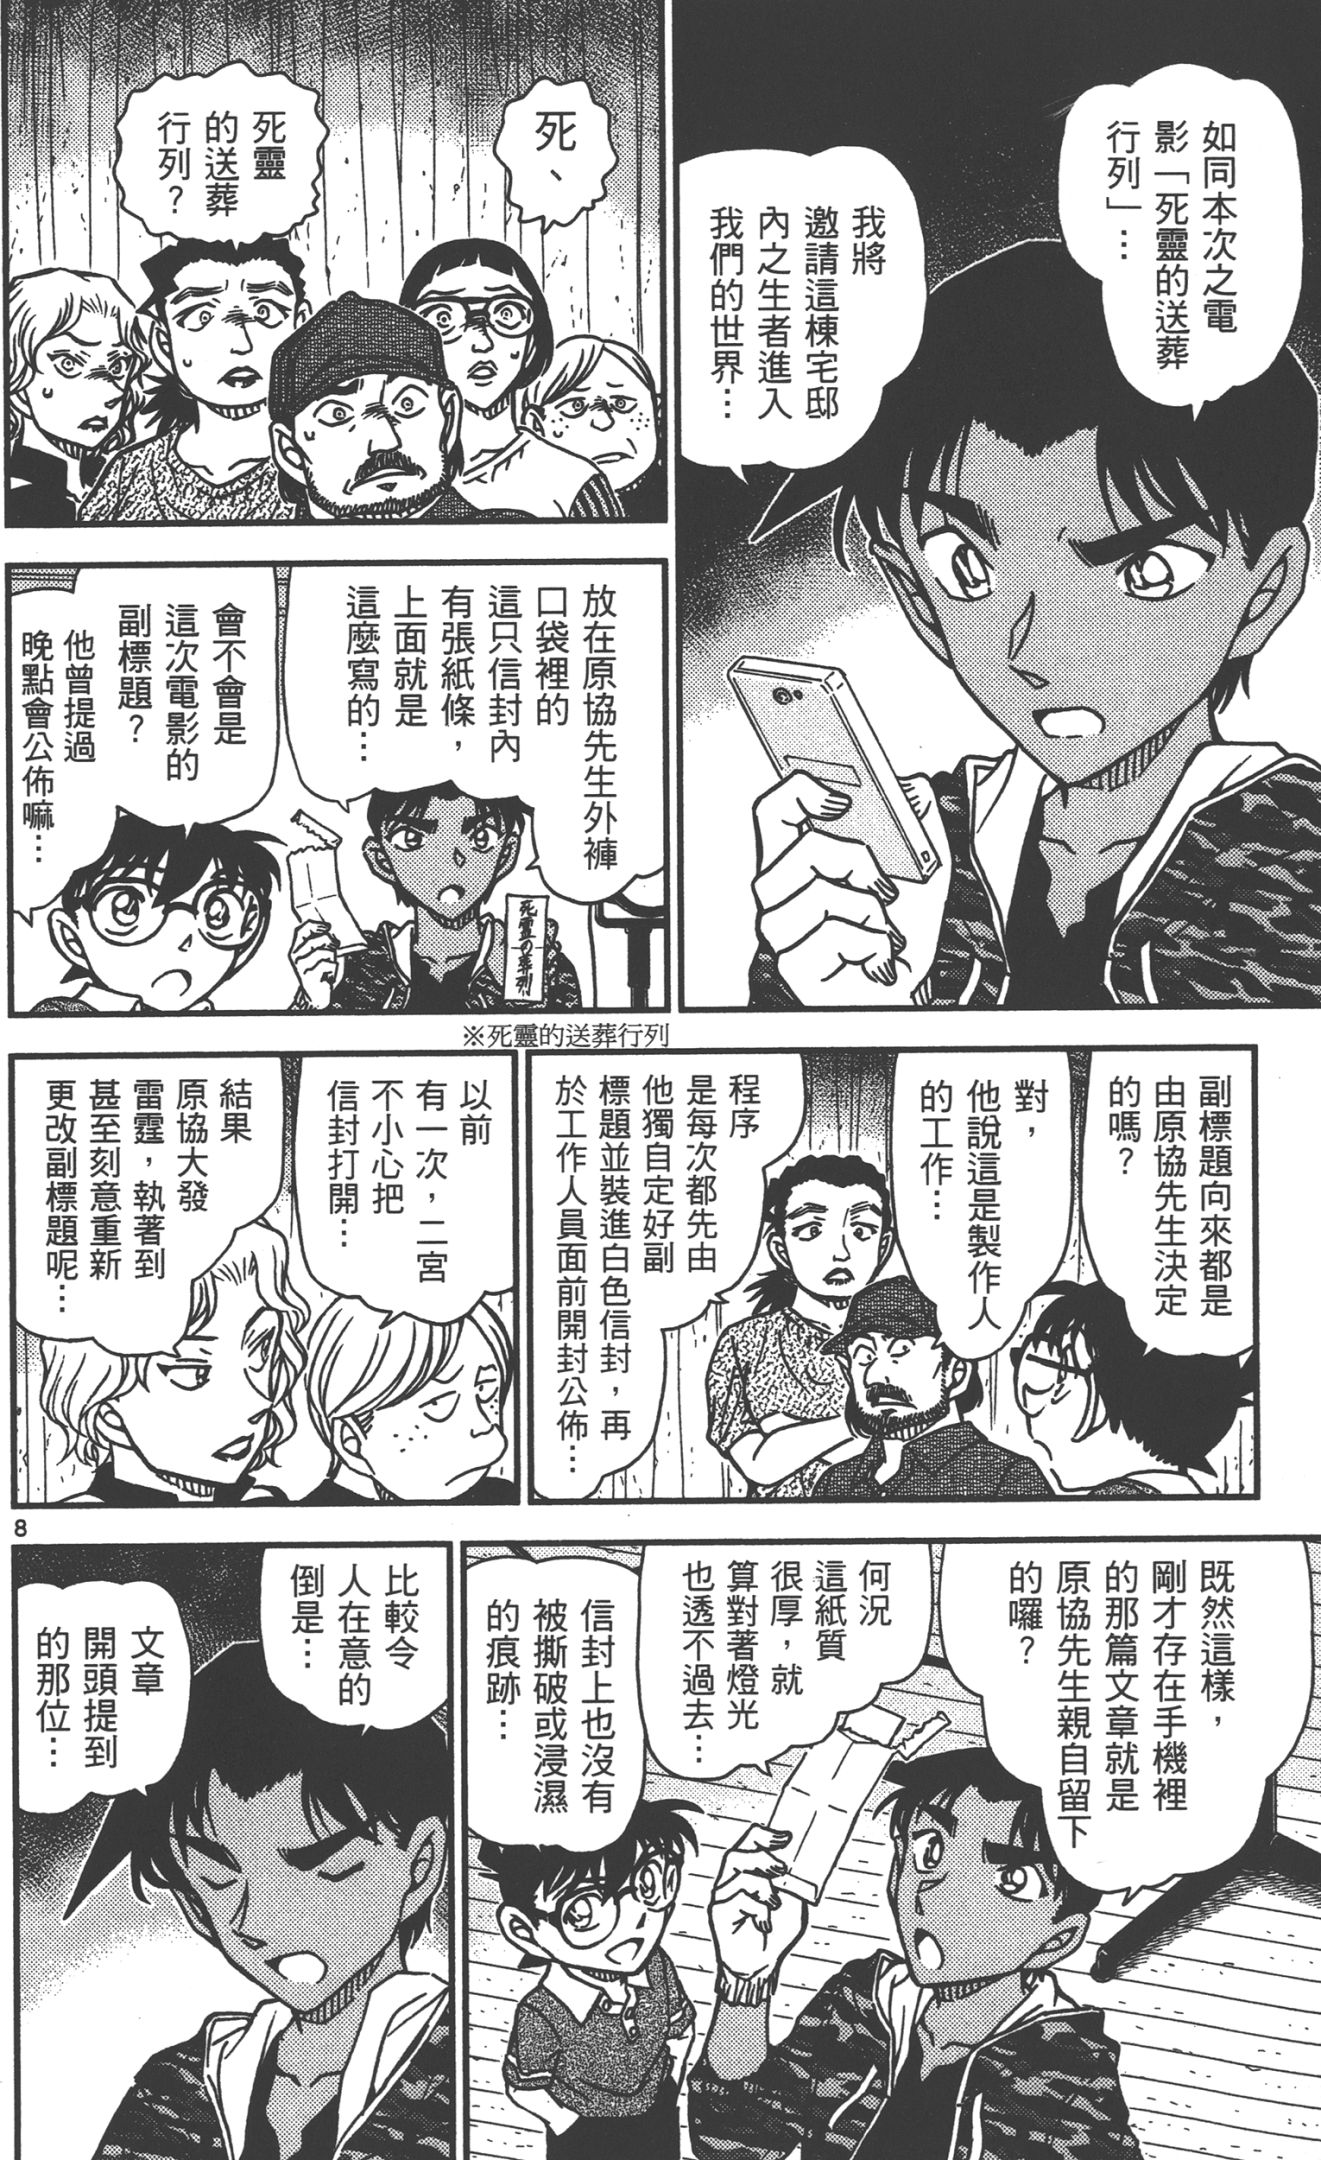 如同本次之電
影「死靈的送葬
行列」…
我將
邀請這棟宅邸
內之生者進入
我們的世界…
死、
死靈
的送葬
行列？
放在原協先生外褲
口袋裡的
這只信封內
有張紙條，
上面就是
這麼寫的…
死霊の葬列
會不會是
這次電影的
副標題？
他曾提過
晚點會公佈嘛…
※死靈的送葬行列
副標題向來都是
由原協先生決定
的嗎？
對，
他說這是製作人
的工作…
程序
是每次都先由
他獨自定好副
標題並裝進白色信封，再
於工作人員面前開封公佈…
以前
有一次，二宮
不小心把
信封打開…
結果
原協大發
雷霆，執著到
甚至刻意重新
更改副標題呢…
8
既然這樣，
剛才存在手機裡
的那篇文章就是
原協先生親自留下
的囉？
何況
這紙質
很厚，就
算對著燈光
也透不過去…
信封上也沒有
被撕破或浸濕
的痕跡…
比較令
人在意的
倒是…
文章
開頭提到
的那位…